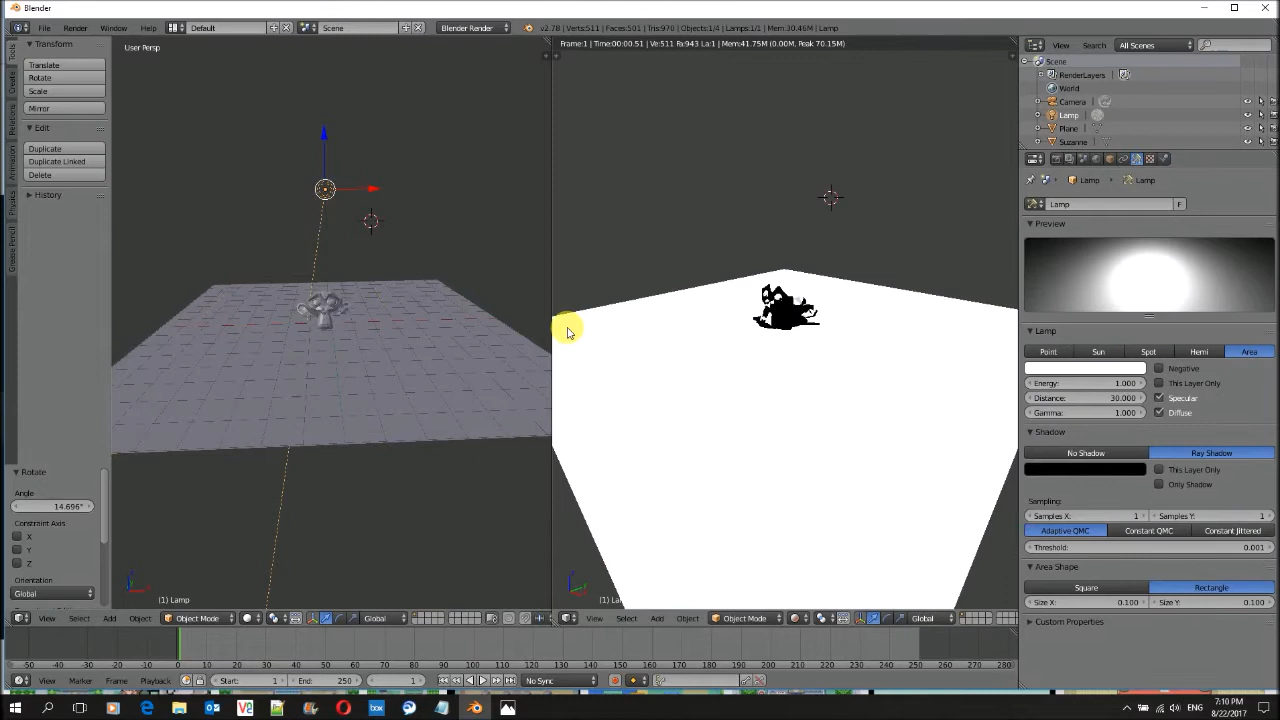 Blender
File Render Window Help Default Scene Blender Render v2.78 | Verts:511 | Faces:501 | Tris:970 | Objects:1/4 | Lamps:1/1 | Mem:30.46M | Lamp
Transform
Translate
Rotate
Scale
Mirror
Edit
Duplicate
Duplicate Linked
Delete
History
Tools
Create
Relations
Animation
Physics
Grease Pencil
Rotate
Angle
14.696°
Constraint Axis
X
Y
Z
Orientation
Global
User Persp
(1) Lamp
View Select Add Object Object Mode Global
Frame:1 | Time:00:00.51 | Ve:511 Fa:943 La:1 | Mem:41.75M (0.00M, Peak 70.15M)
View Select Add Object Object Mode Global
View Search All Scenes
Scene
RenderLayers
World
Camera
Lamp
Plane
Suzanne
Lamp Lamp
Lamp F
Preview
Lamp
Point Sun Spot Hemi Area
Negative
Energy: 1.000 This Layer Only
Distance: 30.000 Specular
Gamma: 1.000 Diffuse
Shadow
No Shadow Ray Shadow
This Layer Only
Only Shadow
Sampling:
Samples X: 1 Samples Y: 1
Adaptive QMC Constant QMC Constant Jittered
Threshold: 0.001
Area Shape
Square Rectangle
Size X: 0.100 Size Y: 0.100
Custom Properties
-50 -40 -30 -20 -10 0 10 20 30 40 50 60 70 80 90 100 110 120 130 140 150 160 170 180 190 200 210 220 230 240 250 260 270 280
View Marker Frame Playback Start: 1 End: 250 1 No Sync
box ENG 7:10 PM
8/22/2017